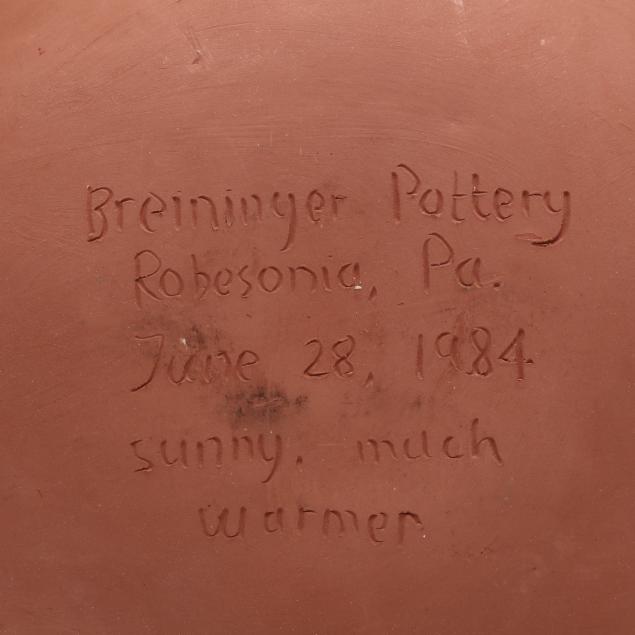 Breininger Pottery
Robesonia, Pa.
June 28, 1984
sunny, much
warmer